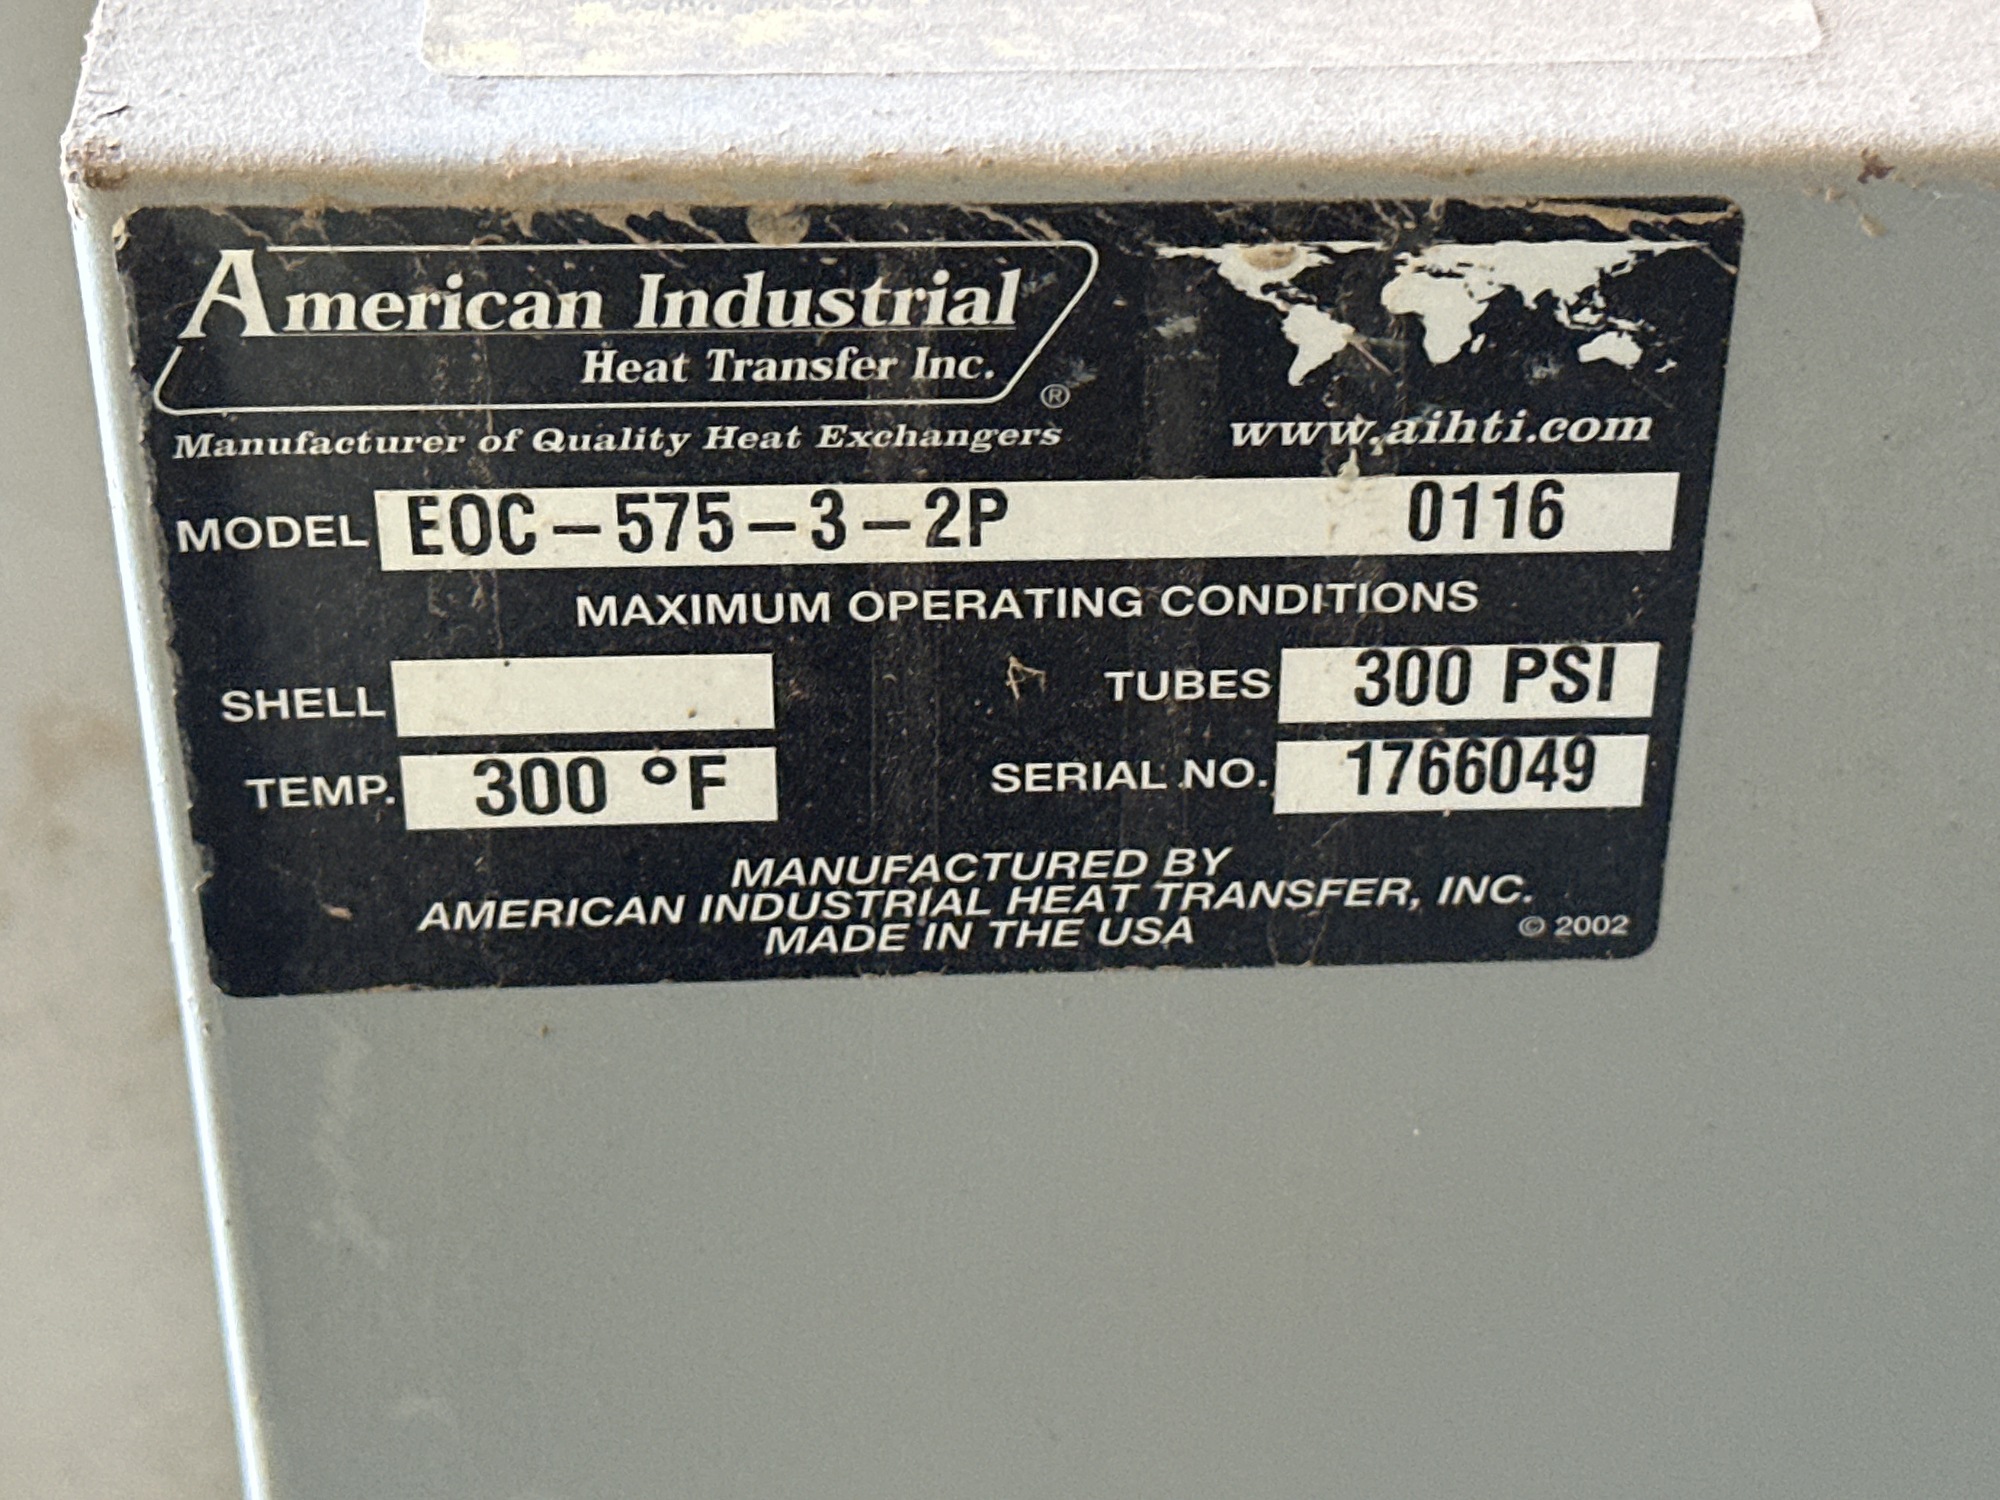 American Industrial
Heat Transfer Inc.
®
Manufacturer of Quality Heat Exchangers
www.aihti.com
MODEL EOC-575-3-2P 0116
MAXIMUM OPERATING CONDITIONS
SHELL TUBES 300 PSI
TEMP. 300 °F SERIAL NO. 1766049
MANUFACTURED BY
AMERICAN INDUSTRIAL HEAT TRANSFER, INC.
MADE IN THE USA
© 2002